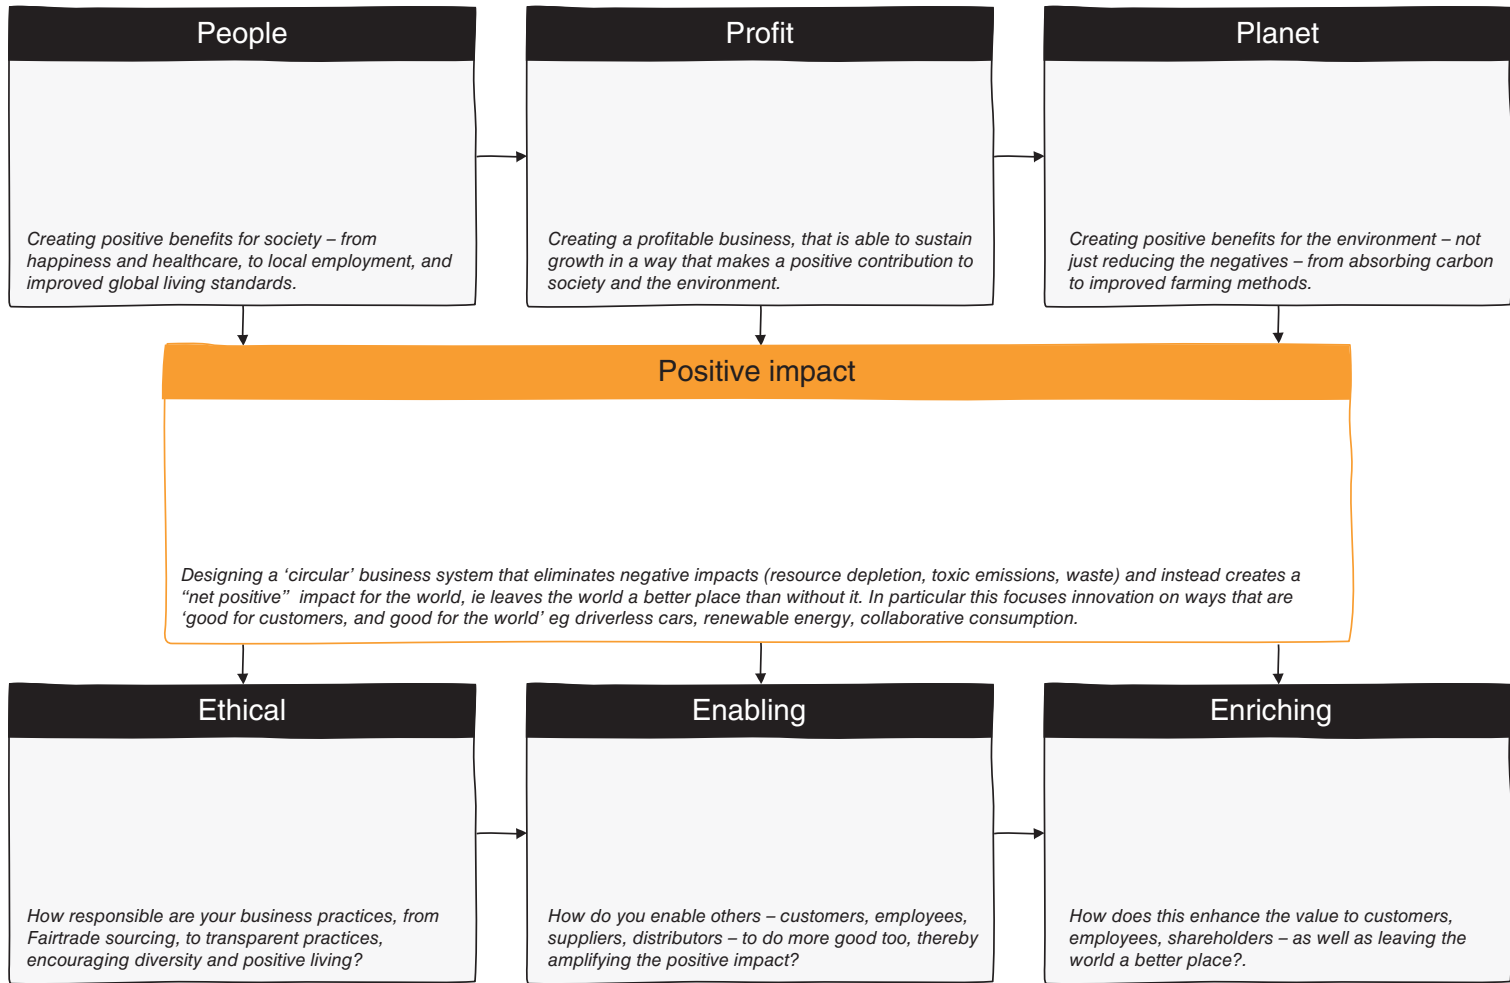 People
Profit
Planet
Creating positive benefits for society – from
happiness and healthcare, to local employment, and
improved global living standards.
Creating a profitable business, that is able to sustain
growth in a way that makes a positive contribution to
society and the environment.
Creating positive benefits for the environment – not
just reducing the negatives – from absorbing carbon
to improved farming methods.
Positive impact
Designing a ‘circular’ business system that eliminates negative impacts (resource depletion, toxic emissions, waste) and instead creates a
“net positive” impact for the world, ie leaves the world a better place than without it. In particular this focuses innovation on ways that are
‘good for customers, and good for the world’ eg driverless cars, renewable energy, collaborative consumption.
Ethical
Enabling
Enriching
How responsible are your business practices, from
Fairtrade sourcing, to transparent practices,
encouraging diversity and positive living?
How do you enable others – customers, employees,
suppliers, distributors – to do more good too, thereby
amplifying the positive impact?
How does this enhance the value to customers,
employees, shareholders – as well as leaving the
world a better place?.